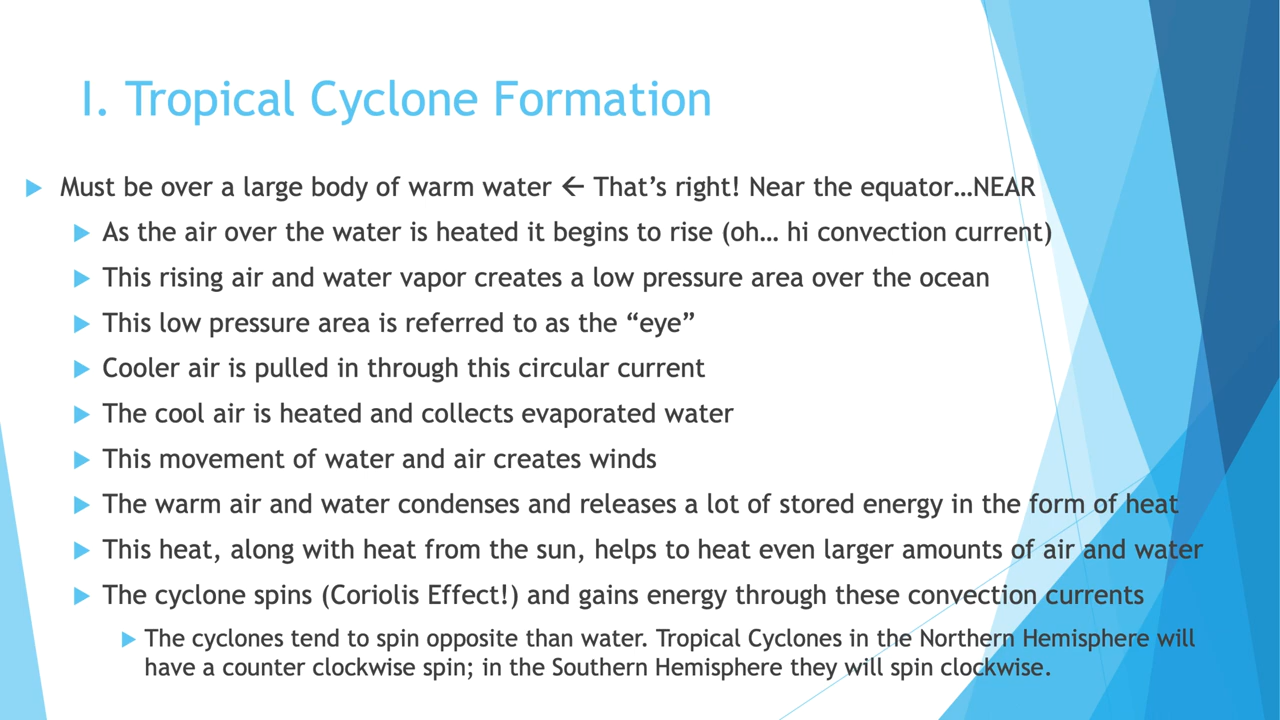 I. Tropical Cyclone Formation
Must be over a large body of warm water ← That’s right! Near the equator…NEAR
As the air over the water is heated it begins to rise (oh… hi convection current)
This rising air and water vapor creates a low pressure area over the ocean
This low pressure area is referred to as the “eye”
Cooler air is pulled in through this circular current
The cool air is heated and collects evaporated water
This movement of water and air creates winds
The warm air and water condenses and releases a lot of stored energy in the form of heat
This heat, along with heat from the sun, helps to heat even larger amounts of air and water
The cyclone spins (Coriolis Effect!) and gains energy through these convection currents
The cyclones tend to spin opposite than water. Tropical Cyclones in the Northern Hemisphere will
have a counter clockwise spin; in the Southern Hemisphere they will spin clockwise.